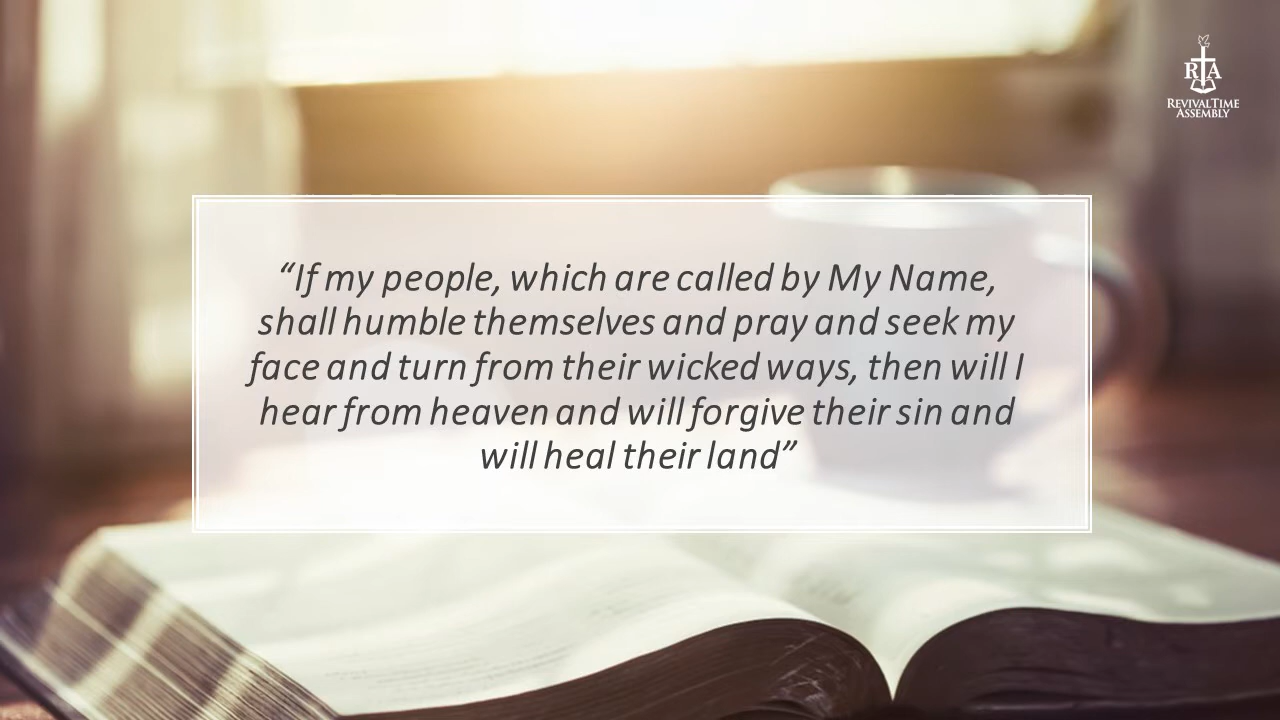 RTA
REVIVALTIME
ASSEMBLY
“If my people, which are called by My Name,
shall humble themselves and pray and seek my
face and turn from their wicked ways, then will I
hear from heaven and will forgive their sin and
will heal their land”